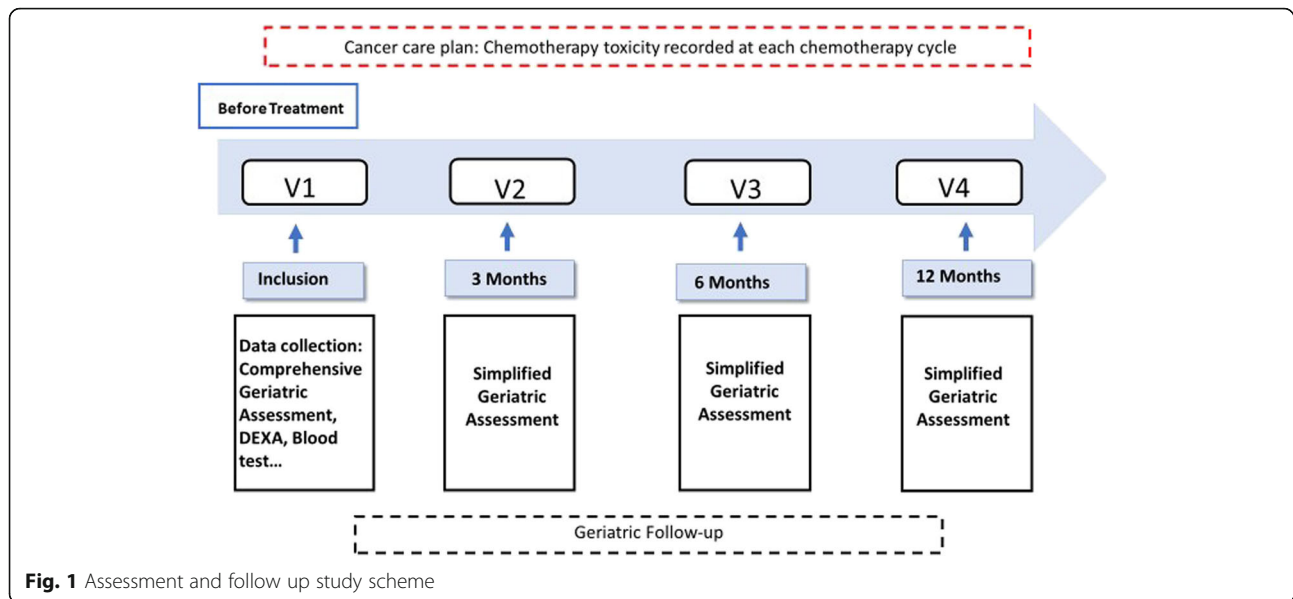 Cancer care plan: Chemotherapy toxicity recorded at each chemotherapy cycle
Before Treatment
V1
V2
V3
V4
Inclusion
3 Months
6 Months
12 Months
Data collection:
Comprehensive
Geriatric
Assessment,
DEXA, Blood
test...
Simplified
Geriatric
Assessment
Simplified
Geriatric
Assessment
Simplified
Geriatric
Assessment
Geriatric Follow-up
Fig. 1 Assessment and follow up study scheme